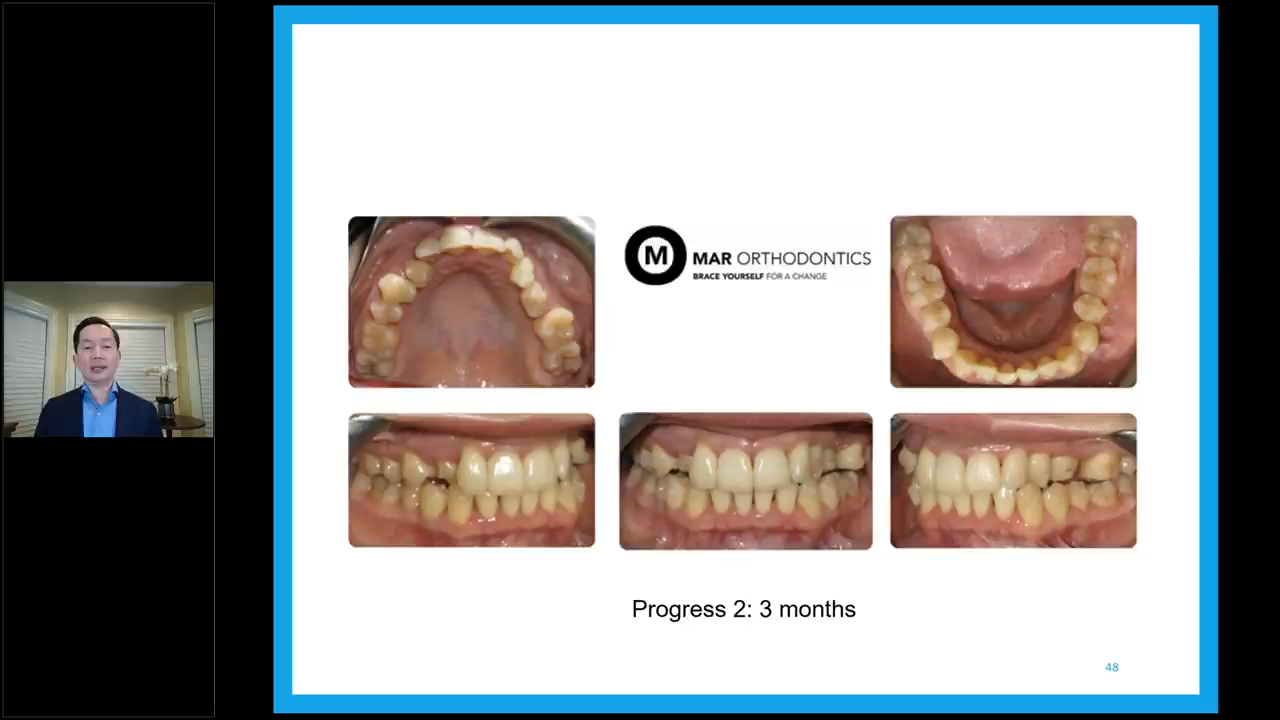 M
MAR ORTHODONTICS
BRACE YOURSELF FOR A CHANGE
Progress 2: 3 months
48